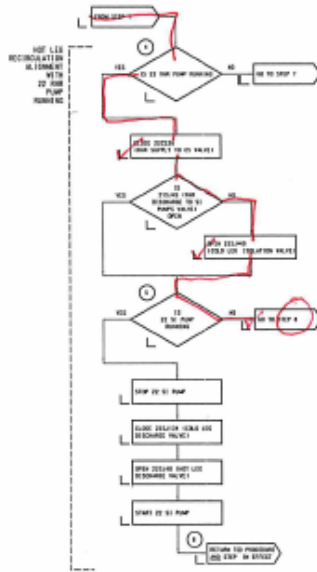 FROM STEP
HOT LEG
RECIRCULATION
ALIGNMENT
WITH
22 RHR
PUMP
RUNNING
YES
IS 22 RHR PUMP RUNNING
NO
GO TO STEP 7
CLOSE
(RHR SUPPLY TO CS VALVE)
YES
IS
(RHR
DISCHARGE TO SI
PUMPS VALVE)
OPEN
NO
OPEN
(COLD LEG ISOLATION VALVE)
YES
5
IS
22 SI PUMP
RUNNING
NO
GO TO STEP 8
STOP 22 SI PUMP
CLOSE (COLD LEG
DISCHARGE VALVE)
OPEN (HOT LEG
DISCHARGE VALVE)
START 22 SI PUMP
RETURN TO PROCEDURE
AND STEP IN EFFECT